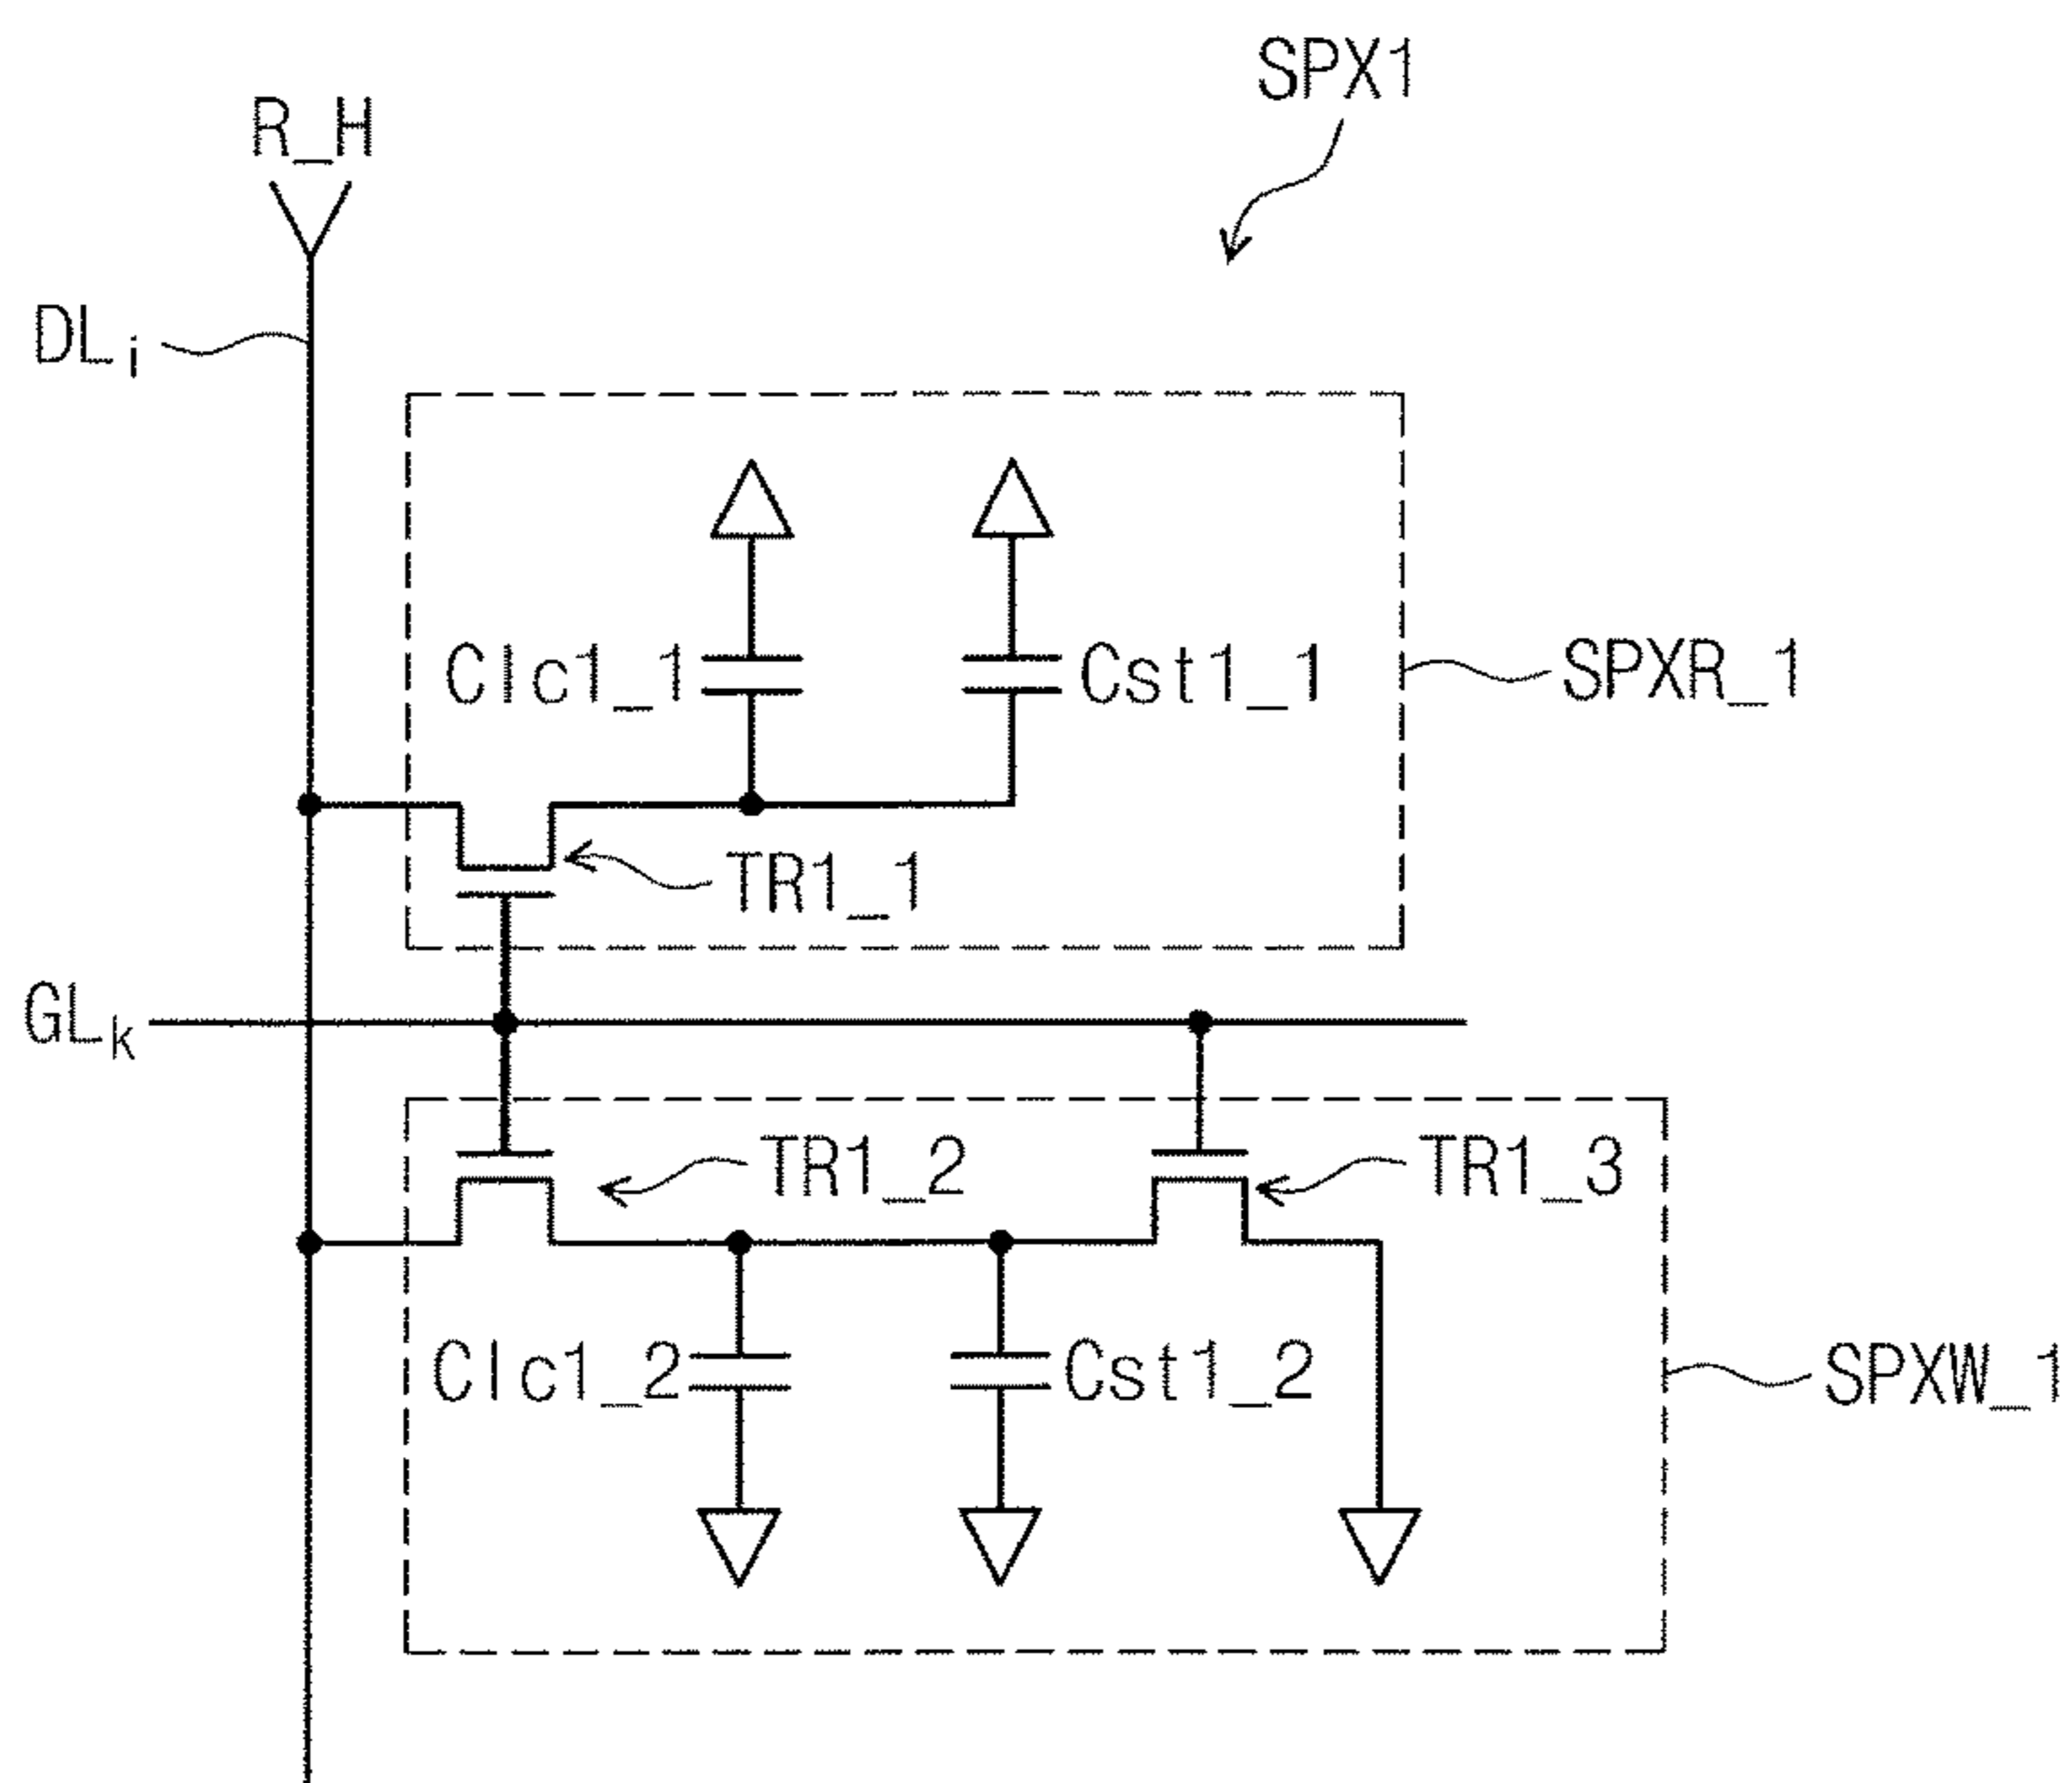 SPX1
R_H
DLi
Clc1_1
Cst1_1
SPXR_1
TR1_1
GLk
TR1_2
TR1_3
Clc1_2
Cst1_2
SPXW_1